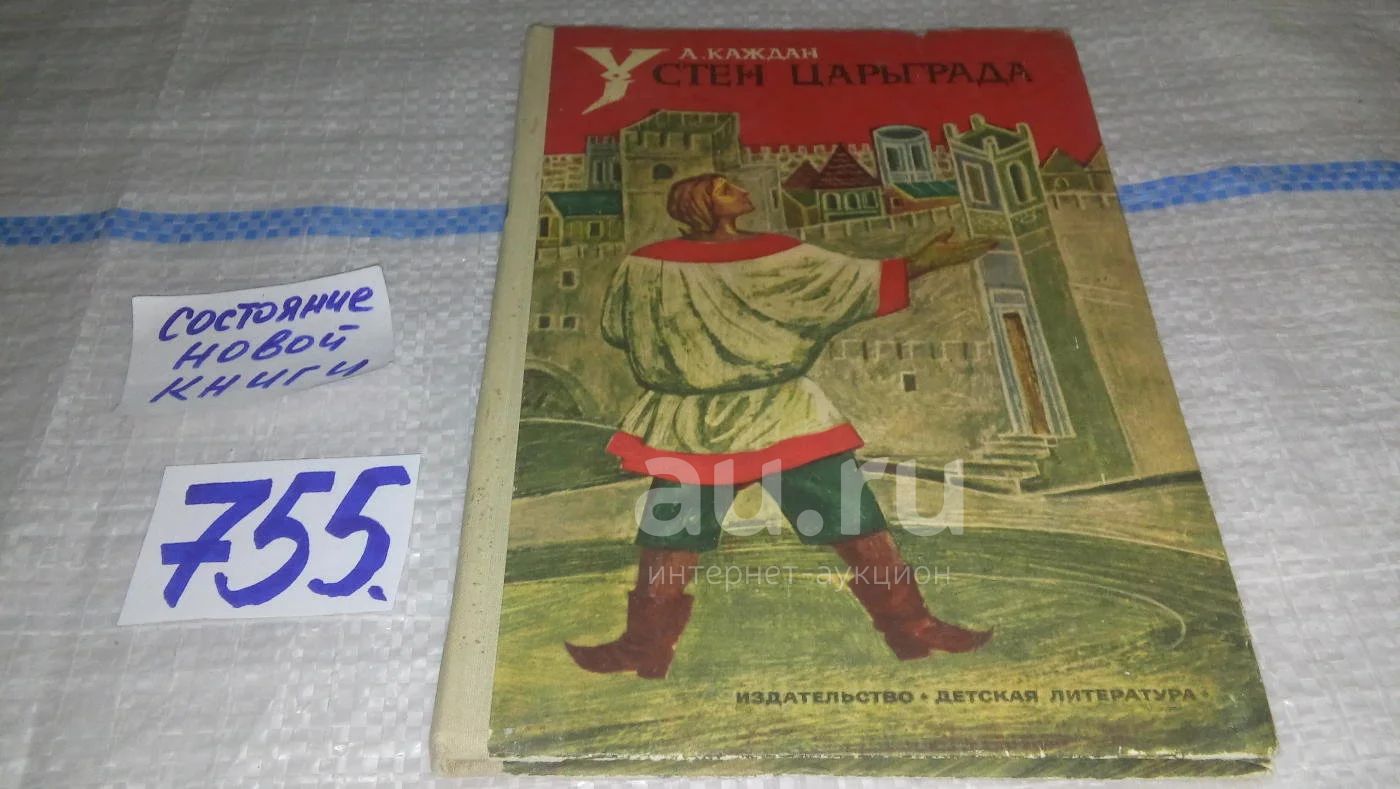 А. КАЖДАН
У СТЕН ЦАРЬГРАДА
СОСТОЯНИЕ
НОВОЙ
КНИГИ
755.
au.ru
интернет-аукцион
ИЗДАТЕЛЬСТВО • ДЕТСКАЯ ЛИТЕРАТУРА •